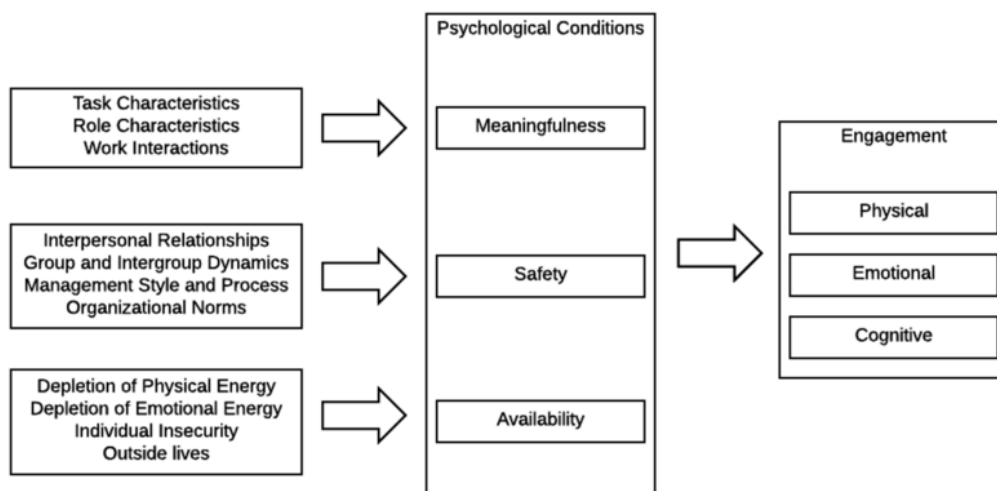 Psychological Conditions
Task Characteristics
Role Characteristics
Work Interactions
Meaningfulness
Interpersonal Relationships
Group and Intergroup Dynamics
Management Style and Process
Organizational Norms
Safety
Depletion of Physical Energy
Depletion of Emotional Energy
Individual Insecurity
Outside lives
Availability
Engagement
Physical
Emotional
Cognitive